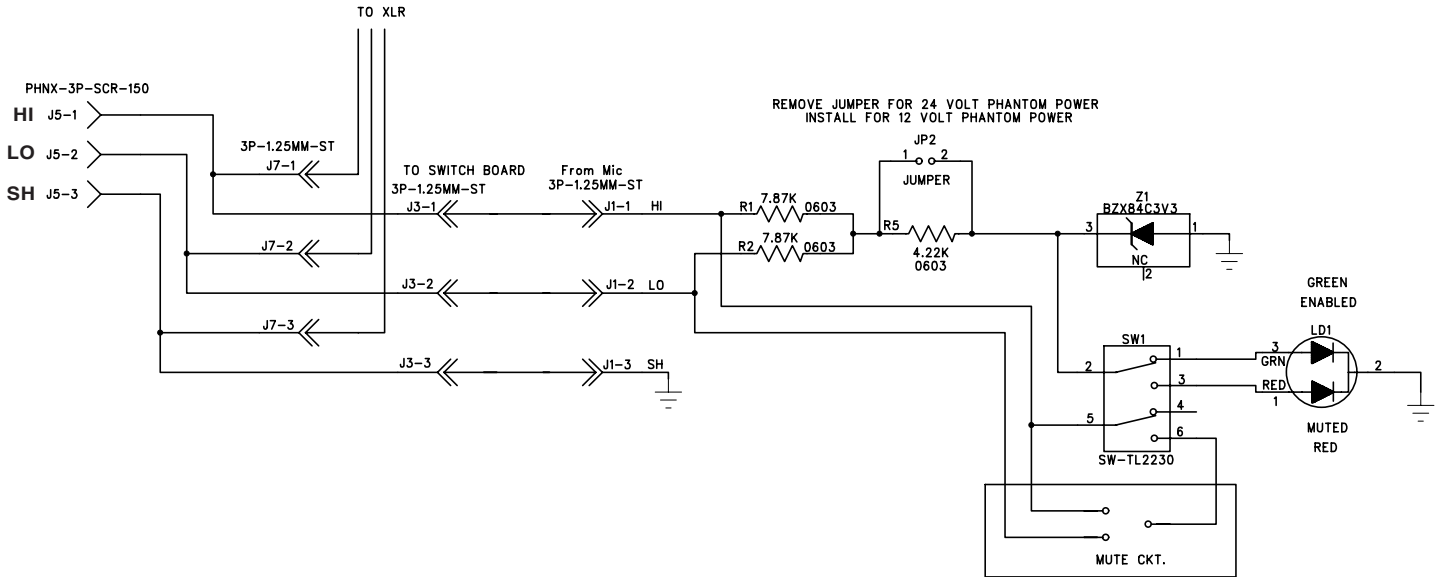 TO XLR
PHNX-3P-SCR-150
HI J5-1
LO J5-2
SH J5-3
3P-1.25MM-ST
J7-1
J7-2
J7-3
TO SWITCH BOARD
3P-1.25MM-ST
J3-1
J3-2
J3-3
From Mic
3P-1.25MM-ST
J1-1 HI
J1-2 LO
J1-3 SH
REMOVE JUMPER FOR 24 VOLT PHANTOM POWER
INSTALL FOR 12 VOLT PHANTOM POWER
JP2
1 2
JUMPER
7.87K
R1 0603
7.87K
R2 0603
R5
4.22K
0603
Z1
BZX84C3V3
3 1
NC
2
SW1
2 1
3
5 4
6
SW-TL2230
GREEN
ENABLED
LD1
3
GRN
RED
1
2
MUTED
RED
MUTE CKT.